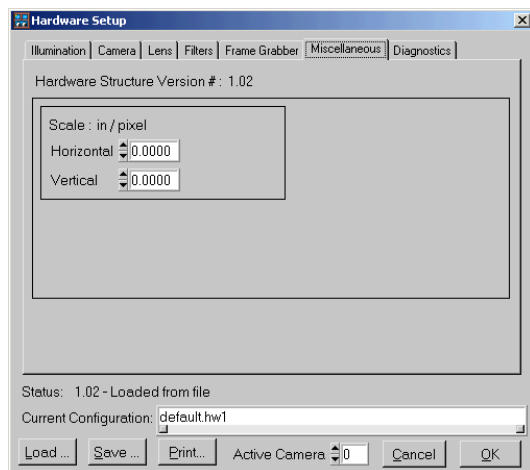 Hardware Setup
Illumination Camera Lens Filters Frame Grabber Miscellaneous Diagnostics
Hardware Structure Version # : 1.02
Scale : in / pixel
Horizontal 0.0000
Vertical 0.0000
Status: 1.02 - Loaded from file
Current Configuration: default.hw1
Load ... Save ... Print... Active Camera 0 Cancel OK